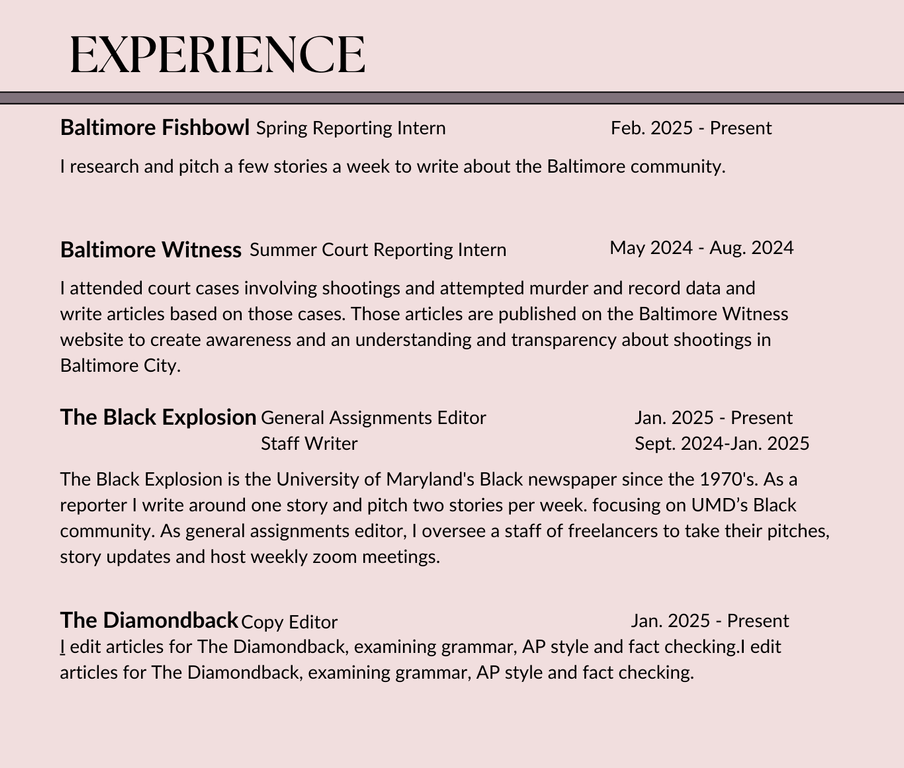 EXPERIENCE
Baltimore Fishbowl Spring Reporting Intern Feb. 2025 - Present
I research and pitch a few stories a week to write about the Baltimore community.
Baltimore Witness Summer Court Reporting Intern May 2024 - Aug. 2024
I attended court cases involving shootings and attempted murder and record data and
write articles based on those cases. Those articles are published on the Baltimore Witness
website to create awareness and an understanding and transparency about shootings in
Baltimore City.
The Black Explosion General Assignments Editor Jan. 2025 - Present
Staff Writer Sept. 2024-Jan. 2025
The Black Explosion is the University of Maryland's Black newspaper since the 1970's. As a
reporter I write around one story and pitch two stories per week. focusing on UMD’s Black
community. As general assignments editor, I oversee a staff of freelancers to take their pitches,
story updates and host weekly zoom meetings.
The Diamondback Copy Editor Jan. 2025 - Present
I edit articles for The Diamondback, examining grammar, AP style and fact checking.I edit
articles for The Diamondback, examining grammar, AP style and fact checking.